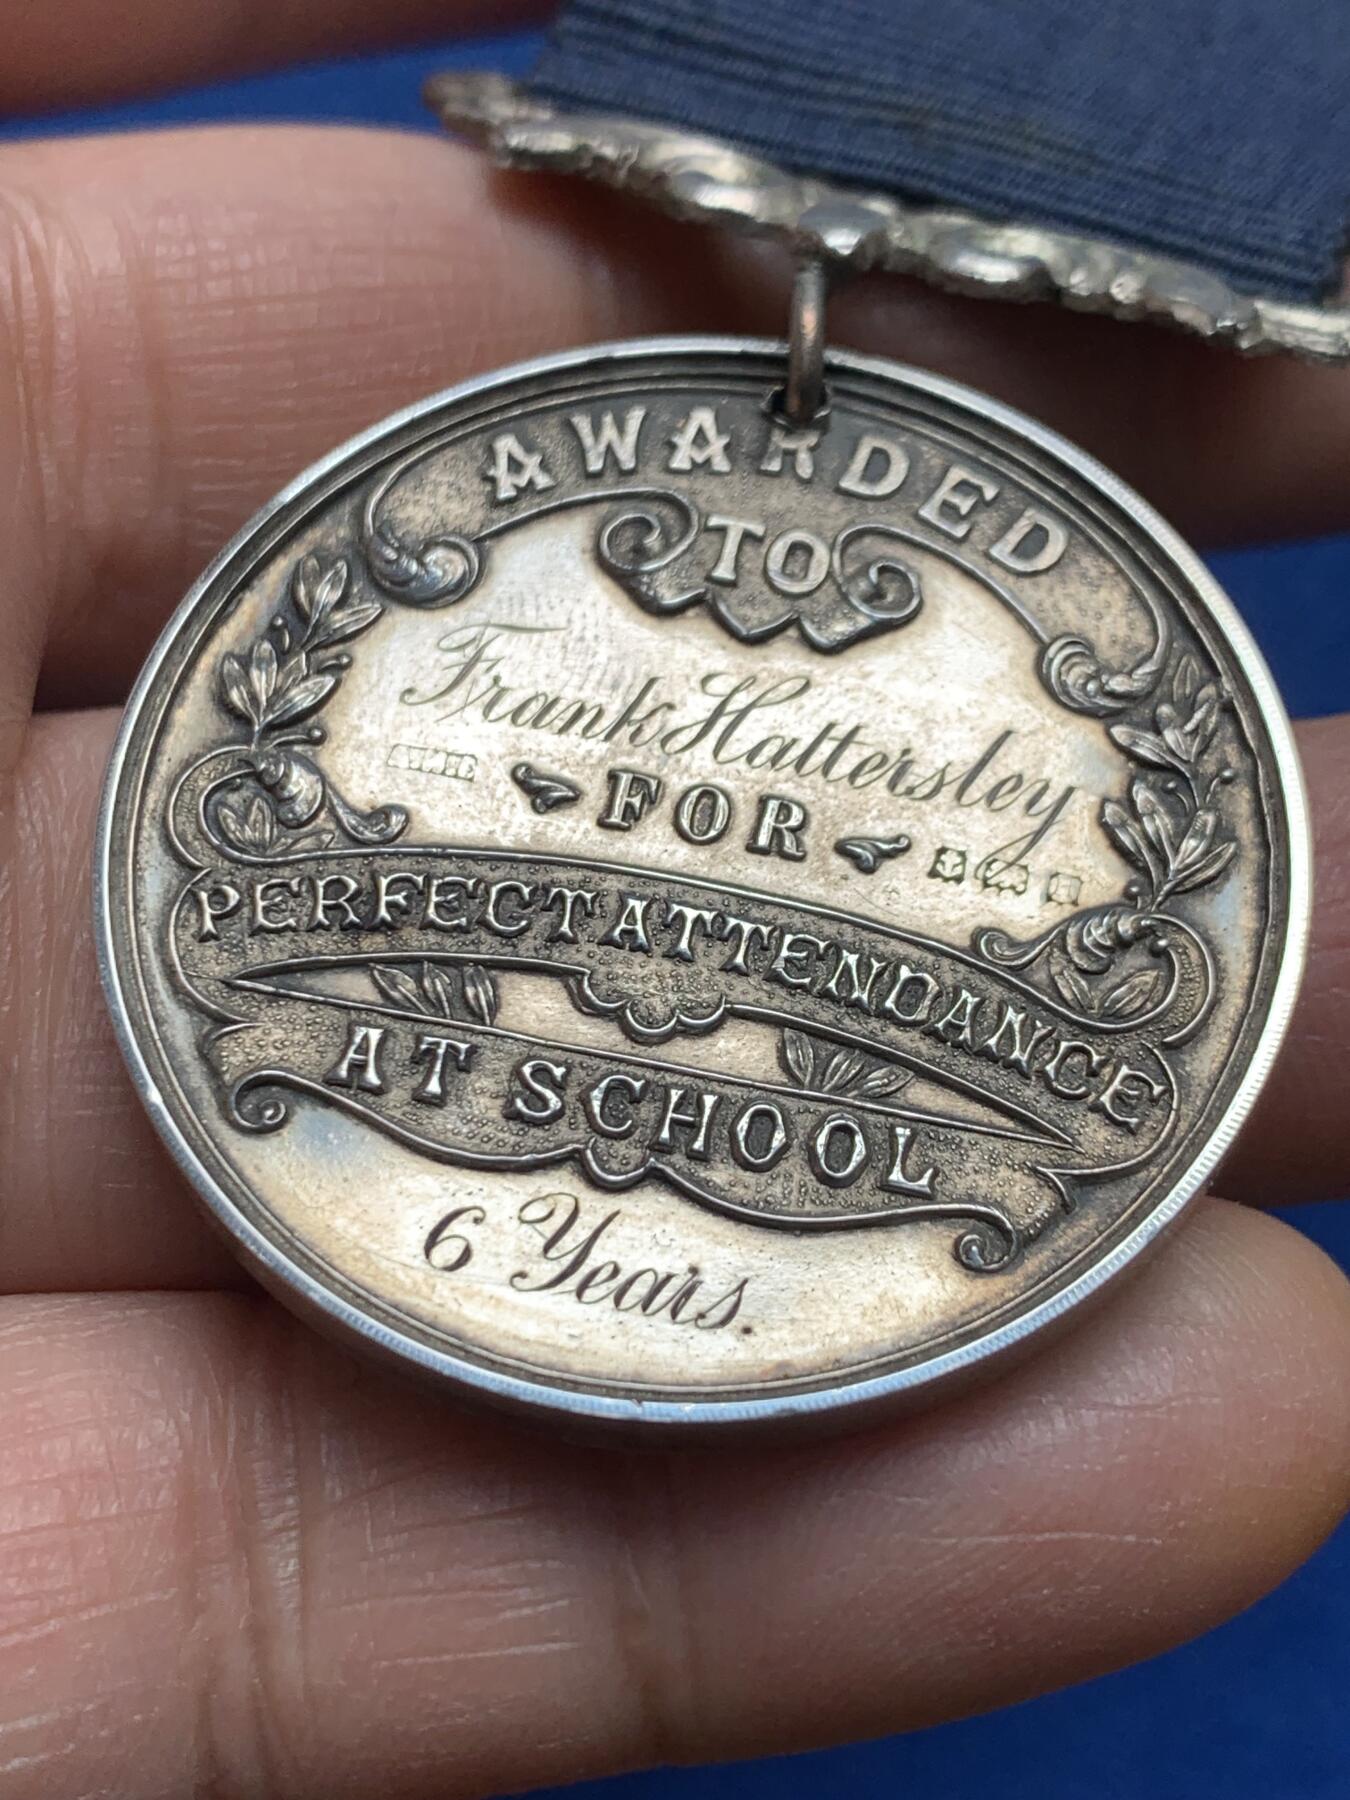 AWARDED
TO
Frank Hattersley
FOR
PERFECT ATTENDANCE
AT SCHOOL
6 Years.